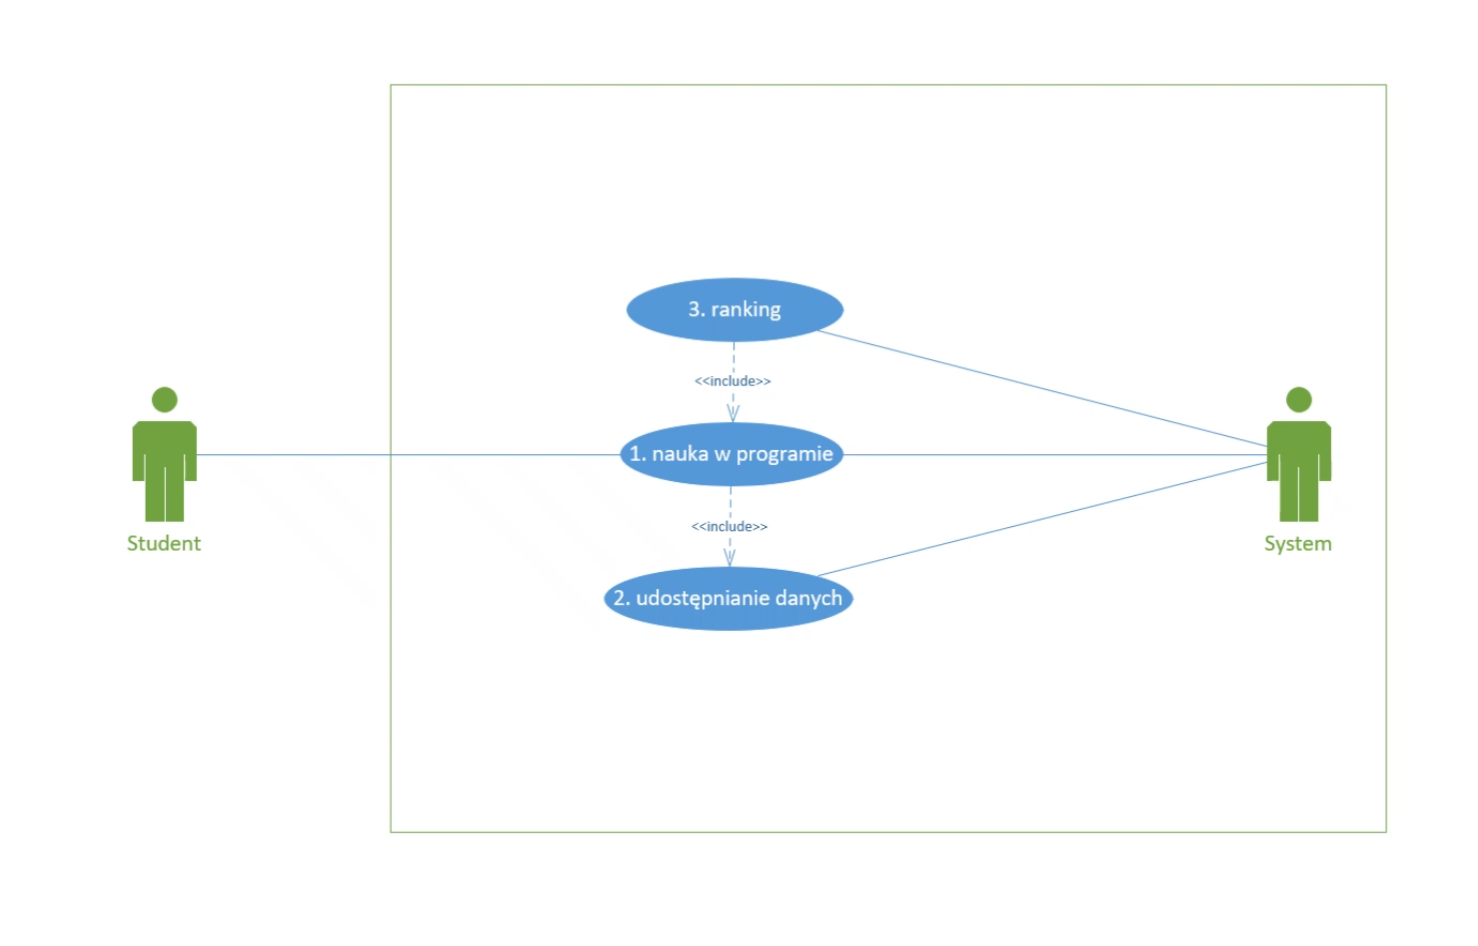 3. ranking
<<include>>
1. nauka w programie
<<include>>
2. udostępnianie danych
Student
System